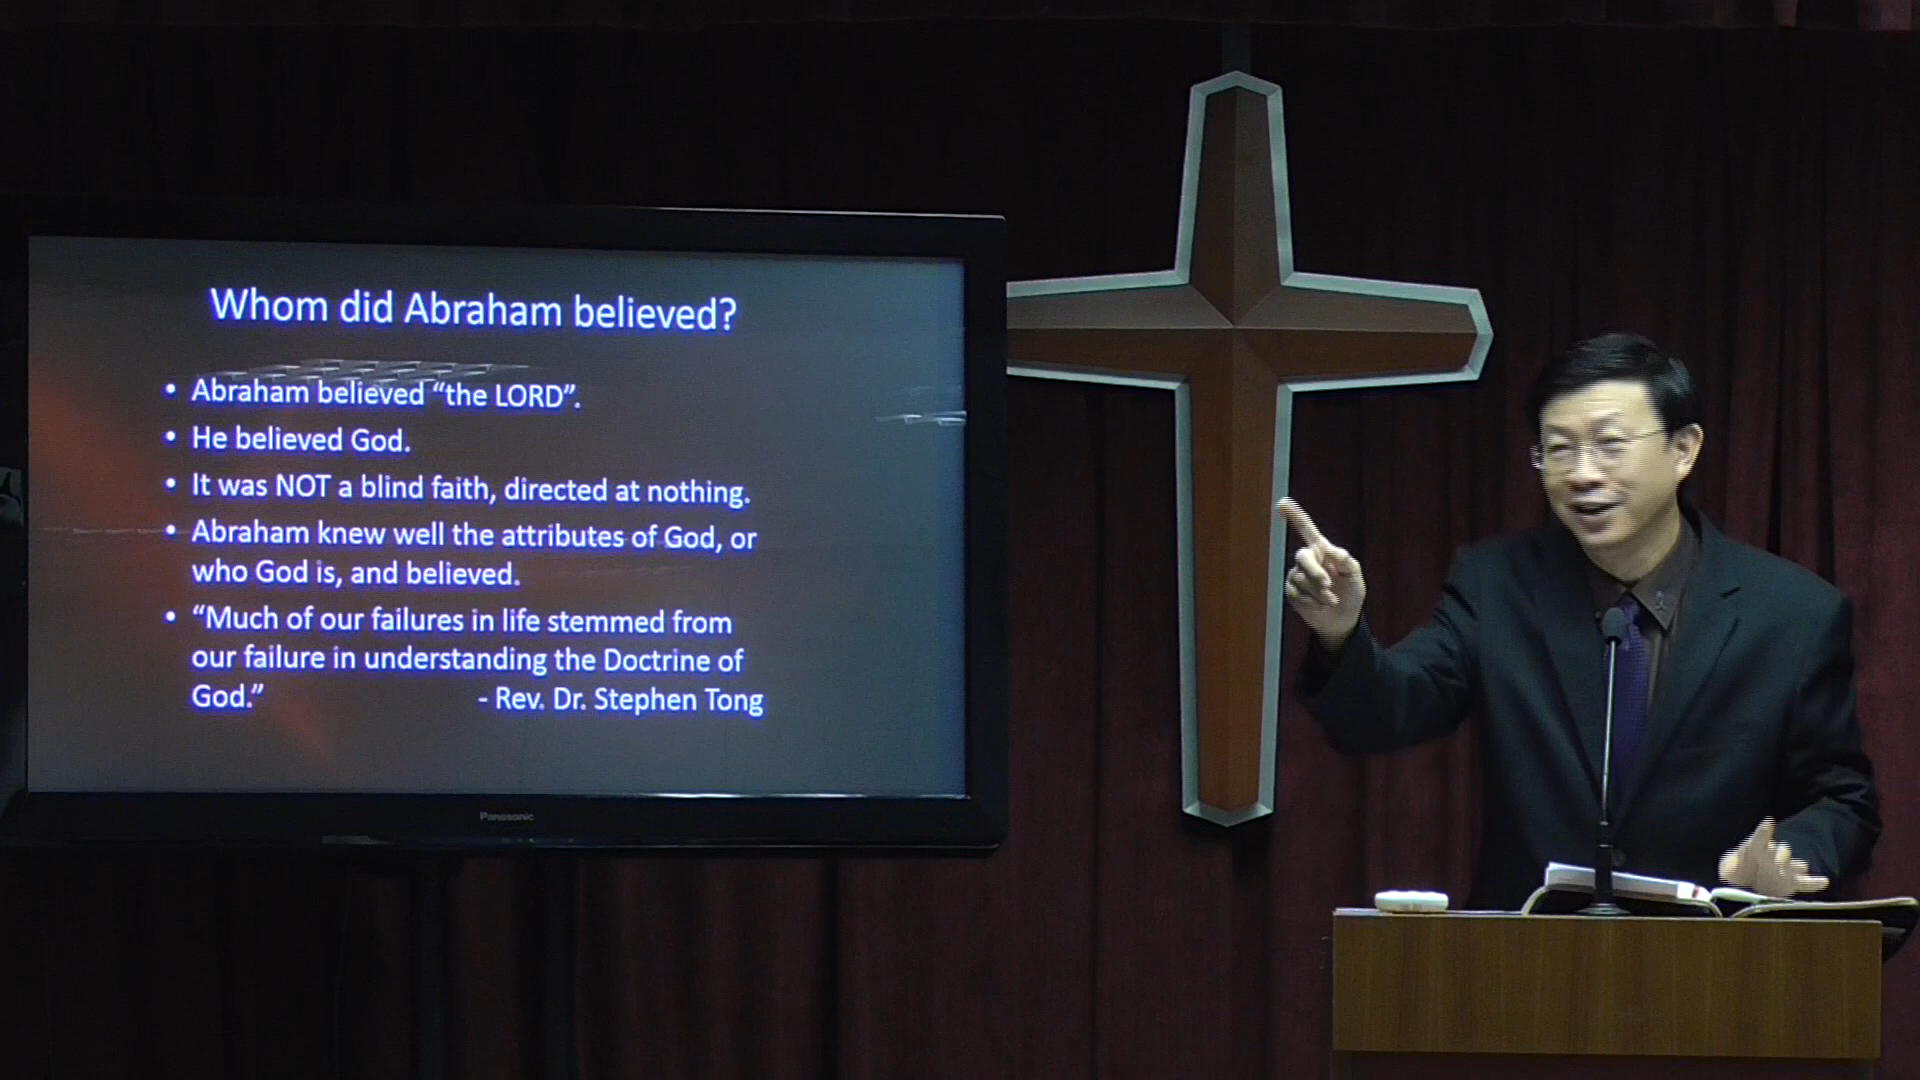 Whom did Abraham believed?
• Abraham believed “the LORD”.
• He believed God.
• It was NOT a blind faith, directed at nothing.
• Abraham knew well the attributes of God, or
who God is, and believed.
• “Much of our failures in life stemmed from
our failure in understanding the Doctrine of
God.” - Rev. Dr. Stephen Tong
Panasonic